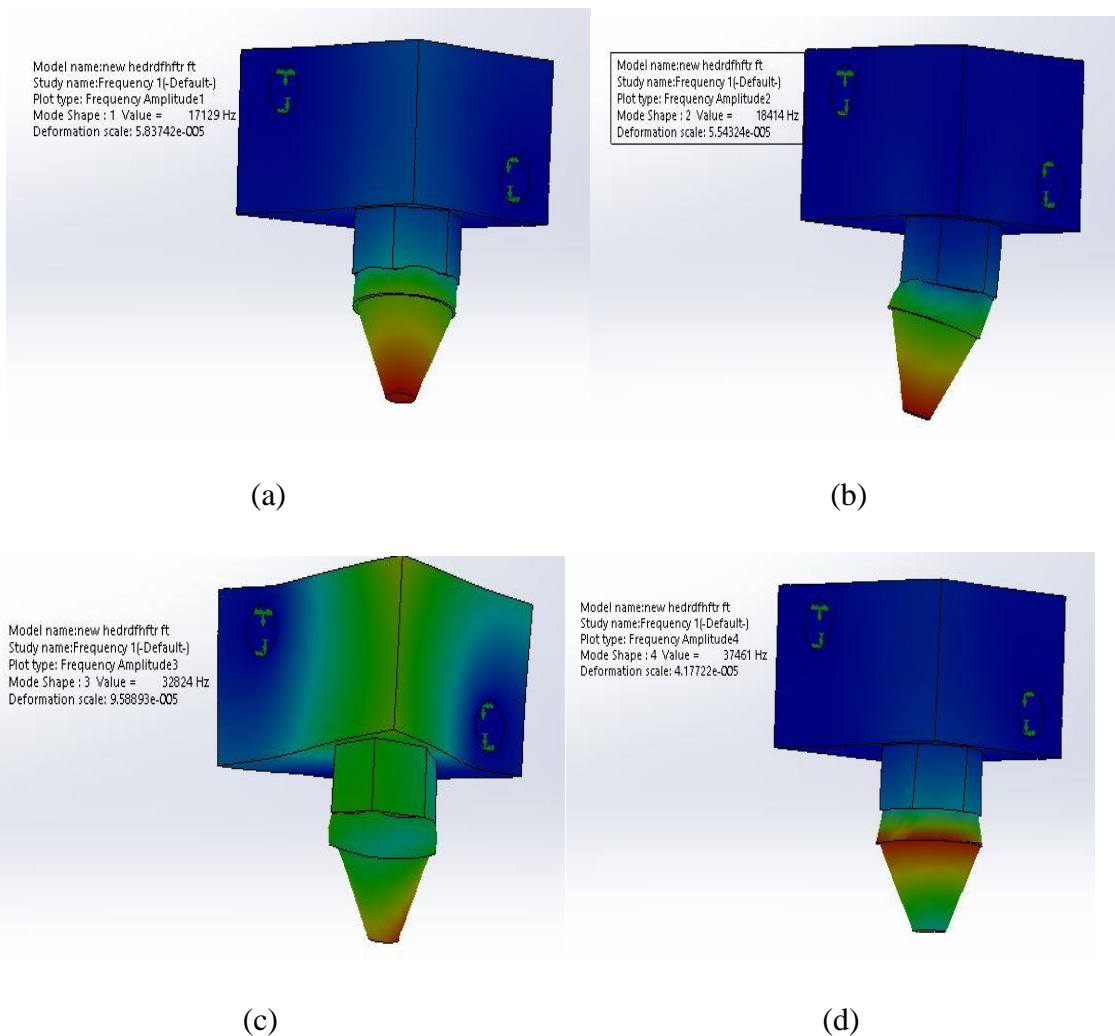 Model name:new hedrdfhftr ft
Study name:Frequency 1(-Default-)
Plot type: Frequency Amplitude1
Mode Shape : 1 Value = 17129 Hz
Deformation scale: 5.83742e-005
Model name:new hedrdfhftr ft
Study name:Frequency 1(-Default-)
Plot type: Frequency Amplitude2
Mode Shape : 2 Value = 18414 Hz
Deformation scale: 5.54324e-005
(a)
(b)
Model name:new hedrdfhftr ft
Study name:Frequency 1(-Default-)
Plot type: Frequency Amplitude3
Mode Shape : 3 Value = 32824 Hz
Deformation scale: 9.58893e-005
Model name:new hedrdfhftr ft
Study name:Frequency 1(-Default-)
Plot type: Frequency Amplitude4
Mode Shape : 4 Value = 37461 Hz
Deformation scale: 4.17722e-005
(c)
(d)